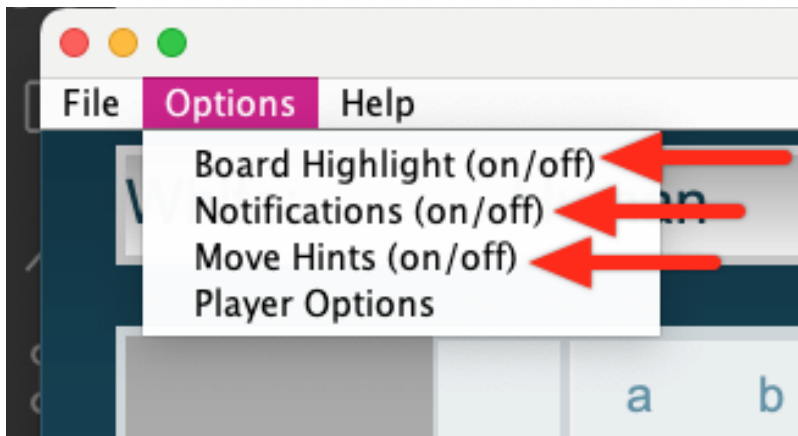 File Options Help
Board Highlight (on/off)
Notifications (on/off)
Move Hints (on/off)
Player Options
a b